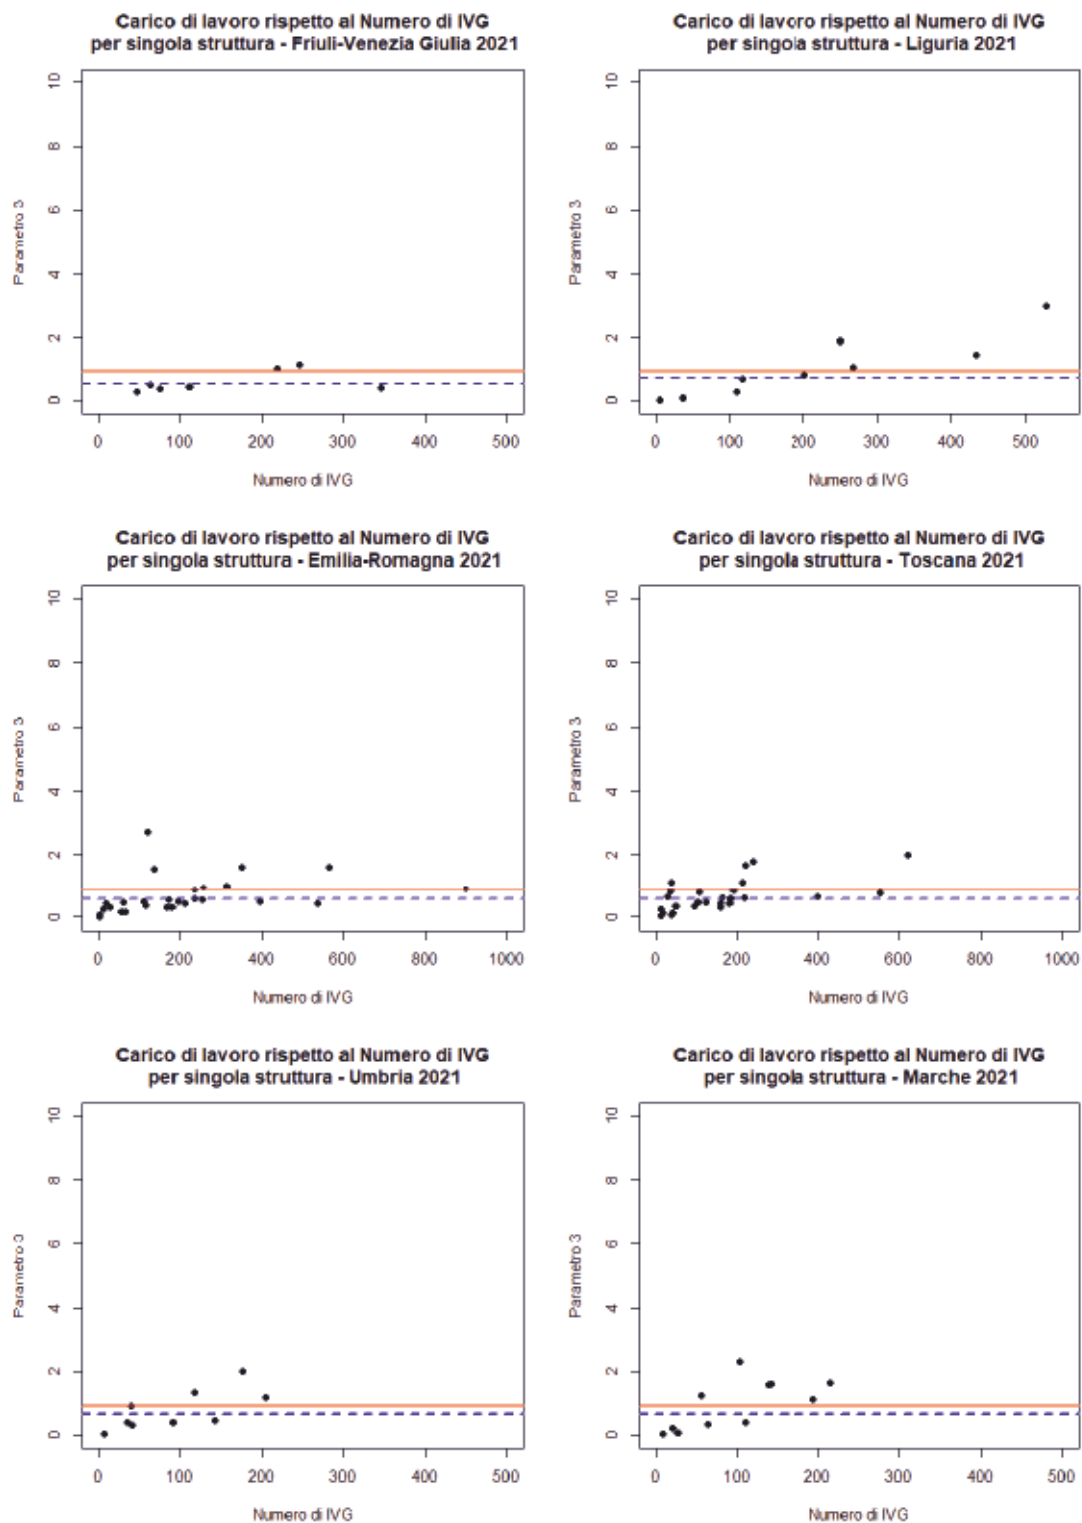 Carico di lavoro rispetto al Numero di IVG
per singola struttura - Friuli-Venezia Giulia 2021
10
8
6
4
2
0
Parametro 3
0 100 200 300 400 500
Numero di IVG
Carico di lavoro rispetto al Numero di IVG
per singola struttura - Liguria 2021
10
8
6
4
2
0
Parametro 3
0 100 200 300 400 500
Numero di IVG
Carico di lavoro rispetto al Numero di IVG
per singola struttura - Emilia-Romagna 2021
10
8
6
4
2
0
Parametro 3
0 200 400 600 800 1000
Numero di IVG
Carico di lavoro rispetto al Numero di IVG
per singola struttura - Toscana 2021
10
8
6
4
2
0
Parametro 3
0 200 400 600 800 1000
Numero di IVG
Carico di lavoro rispetto al Numero di IVG
per singola struttura - Umbria 2021
10
8
6
4
2
0
Parametro 3
0 100 200 300 400 500
Numero di IVG
Carico di lavoro rispetto al Numero di IVG
per singola struttura - Marche 2021
10
8
6
4
2
0
Parametro 3
0 100 200 300 400 500
Numero di IVG